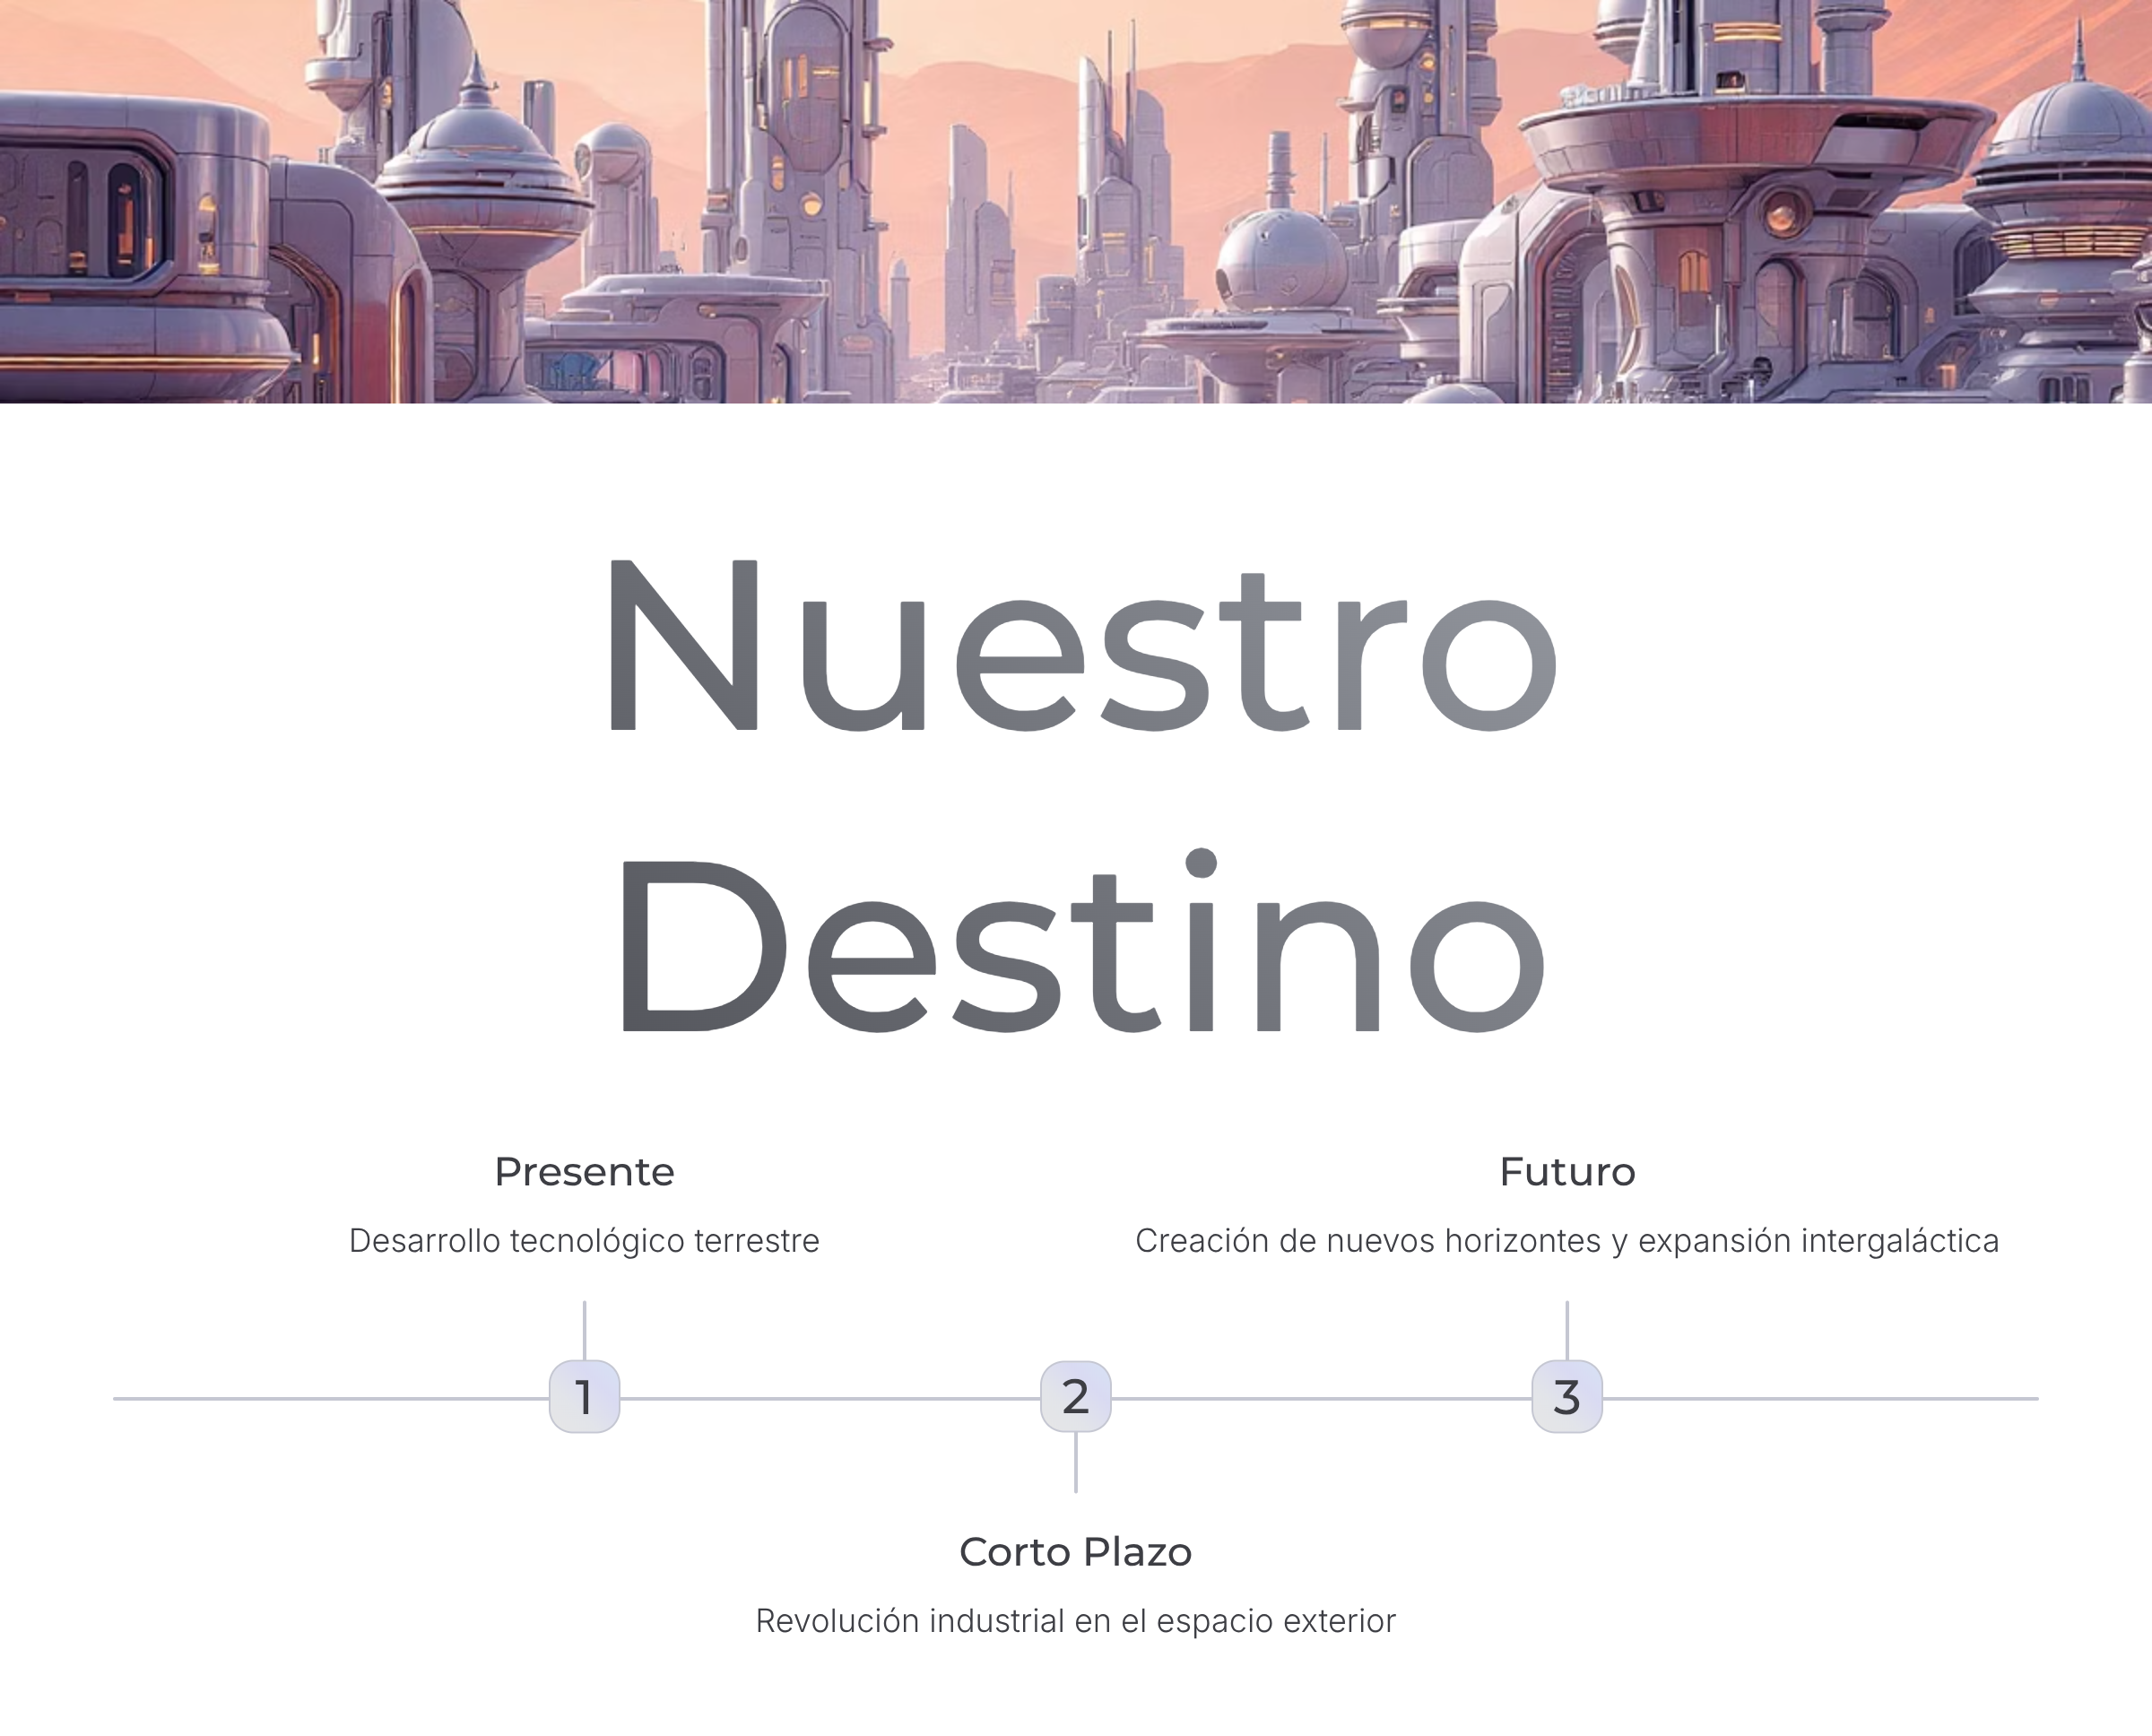 Nuestro
Destino
Presente
Desarrollo tecnológico terrestre
Futuro
Creación de nuevos horizontes y expansión intergaláctica
1
2
3
Corto Plazo
Revolución industrial en el espacio exterior